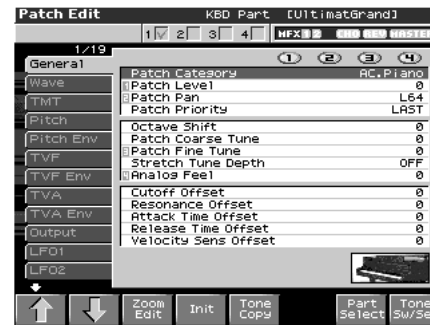 Patch Edit KBD Part [UltimatGrand]
1 2 3 4 MFX 1 2 CHO REV MASTE
1/19
General 1 2 3 4
Patch Category AC.Piano
Wave
Patch Level 0
Patch Pan L64
TMT
Patch Priority LAST
Pitch
Octave Shift 0
Patch Coarse Tune 0
Pitch Env
Patch Fine Tune 0
TVF
Stretch Tune Depth OFF
Analog Feel 0
TVF Env
TVA
Cutoff Offset 0
Resonance Offset 0
TVA Env
Attack Time Offset 0
Release Time Offset 0
Output
Velocity Sens Offset 0
LFO1
LFO2
Zoom Edit Init Tone Copy Part Select Tone Sw/Se